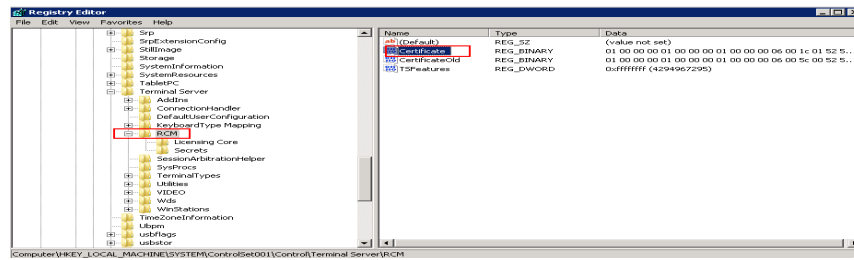 Registry Editor
File Edit View Favorites Help
Srp
SrpExtensionConfig
StillImage
Storage
SystemInformation
SystemResources
TabletPC
Terminal Server
AddIns
ConnectionHandler
DefaultUserConfiguration
KeyboardType Mapping
RCM
Licensing Core
Secrets
SessionArbitrationHelper
SysProcs
TerminalTypes
Utilities
VIDEO
Wds
WinStations
TimeZoneInformation
Ubpm
usbflags
usbstor
Name Type Data
(Default) REG_SZ (value not set)
Certificate REG_BINARY 01 00 00 00 01 00 00 00 01 00 00 00 06 00 1c 01 52 5...
CertificateOld REG_BINARY 01 00 00 00 01 00 00 00 01 00 00 00 06 00 5c 00 52 5...
TSFeatures REG_DWORD 0xffffffff (4294967295)
Computer\HKEY_LOCAL_MACHINE\SYSTEM\ControlSet001\Control\Terminal Server\RCM